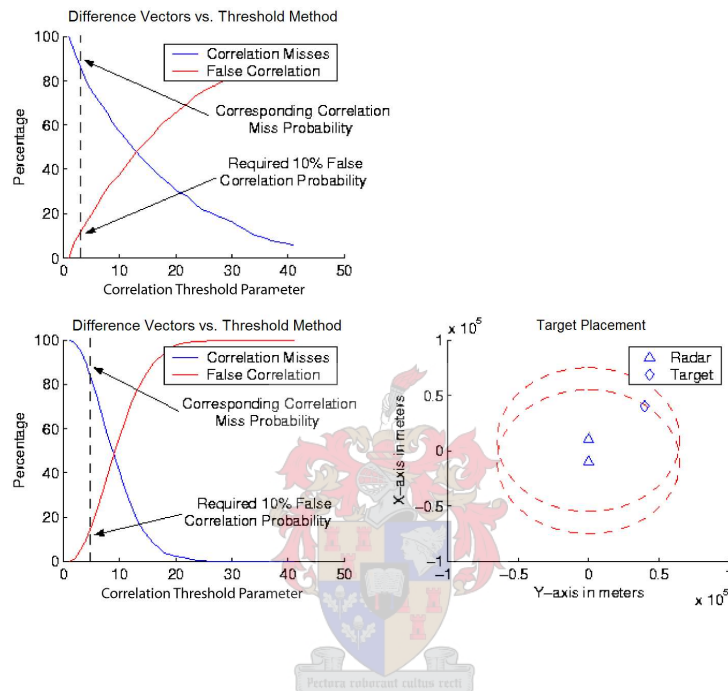 Difference Vectors vs. Threshold Method
100
80
60
40
20
0
Percentage
Correlation Misses
False Correlation
Corresponding Correlation
Miss Probability
Required 10% False
Correlation Probability
0 10 20 30 40 50
Correlation Threshold Parameter
Difference Vectors vs. Threshold Method
100
80
60
40
20
0
Percentage
Correlation Misses
False Correlation
Corresponding Correlation
Miss Probability
Required 10% False
Correlation Probability
0 10 20 30 40 50
Correlation Threshold Parameter
x 10⁵
Target Placement
1
0.5
0
−0.5
−1
X−axis in meters
Radar
Target
−1 −0.5 0 0.5 1
Y−axis in meters
x 10⁵
Pectora roborant cultus recti